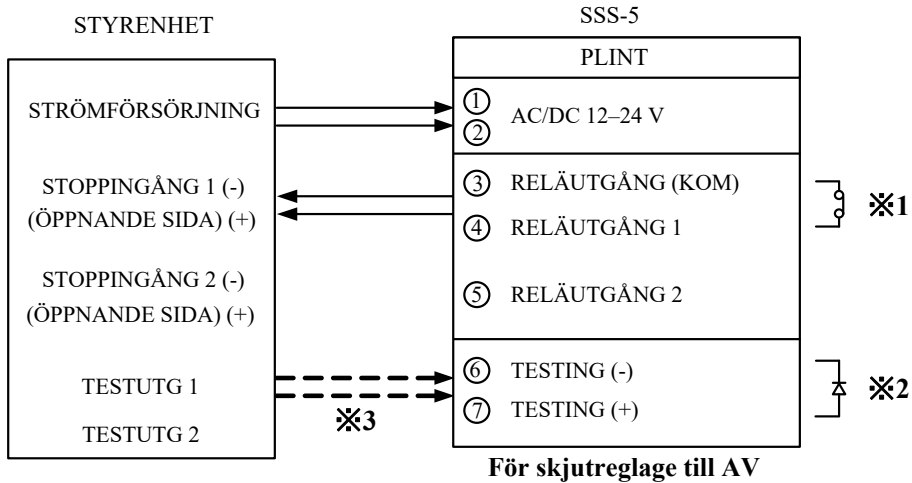 STYRENHET
SSS-5
PLINT
STRÖMFÖRSÖRJNING
① AC/DC 12–24 V
②
STOPPINGÅNG 1 (-)
(ÖPPNANDE SIDA) (+)
③ RELÄUTGÅNG (KOM)
④ RELÄUTGÅNG 1
※1
STOPPINGÅNG 2 (-)
(ÖPPNANDE SIDA) (+)
⑤ RELÄUTGÅNG 2
TESTUTG 1
TESTUTG 2
※3
⑥ TESTING (-)
⑦ TESTING (+)
※2
För skjutreglage till AV